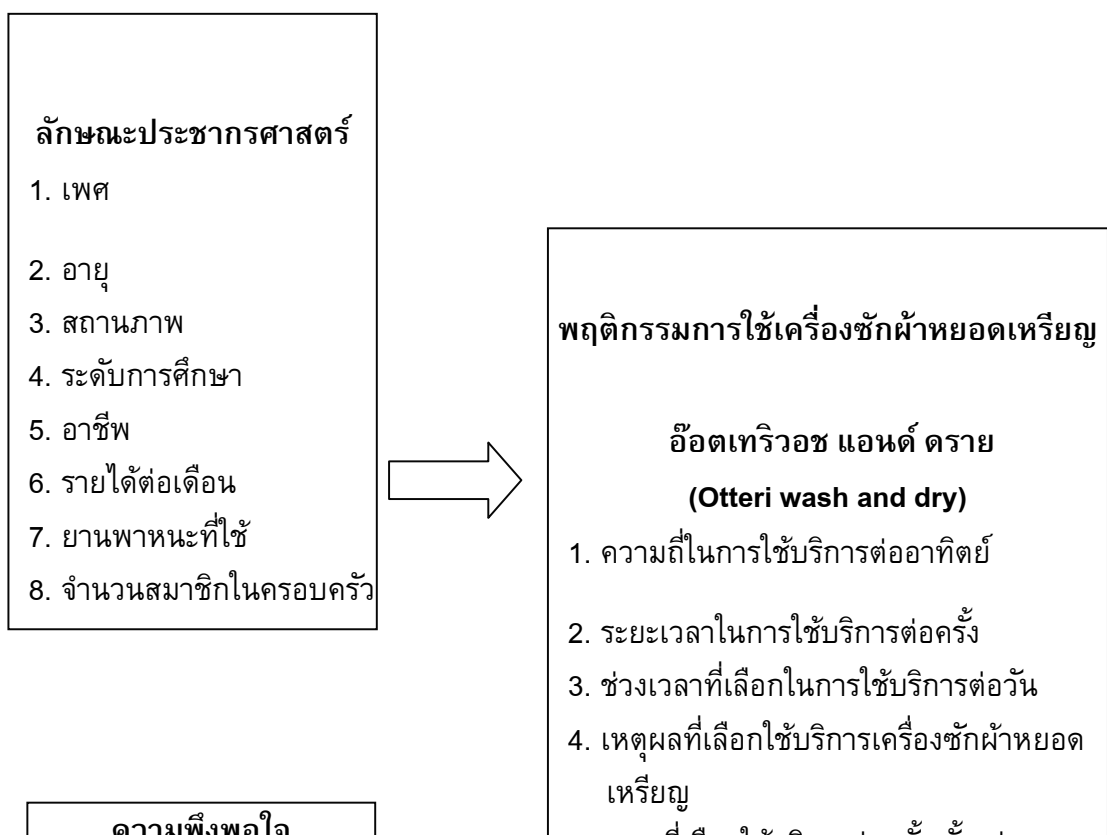 ลักษณะประชากรศาสตร์
1. เพศ
2. อายุ
3. สถานภาพ
4. ระดับการศึกษา
5. อาชีพ
6. รายได้ต่อเดือน
7. ยานพาหนะที่ใช้
8. จำนวนสมาชิกในครอบครัว
พฤติกรรมการใช้เครื่องซักผ้าหยอดเหรียญ
อ๊อตเทริวอช แอนด์ ดราย
(Otteri wash and dry)
1. ความถี่ในการใช้บริการต่ออาทิตย์
2. ระยะเวลาในการใช้บริการต่อครั้ง
3. ช่วงเวลาที่เลือกในการใช้บริการต่อวัน
4. เหตุผลที่เลือกใช้บริการเครื่องซักผ้าหยอด
เหรียญ
ความพึงพอใจ